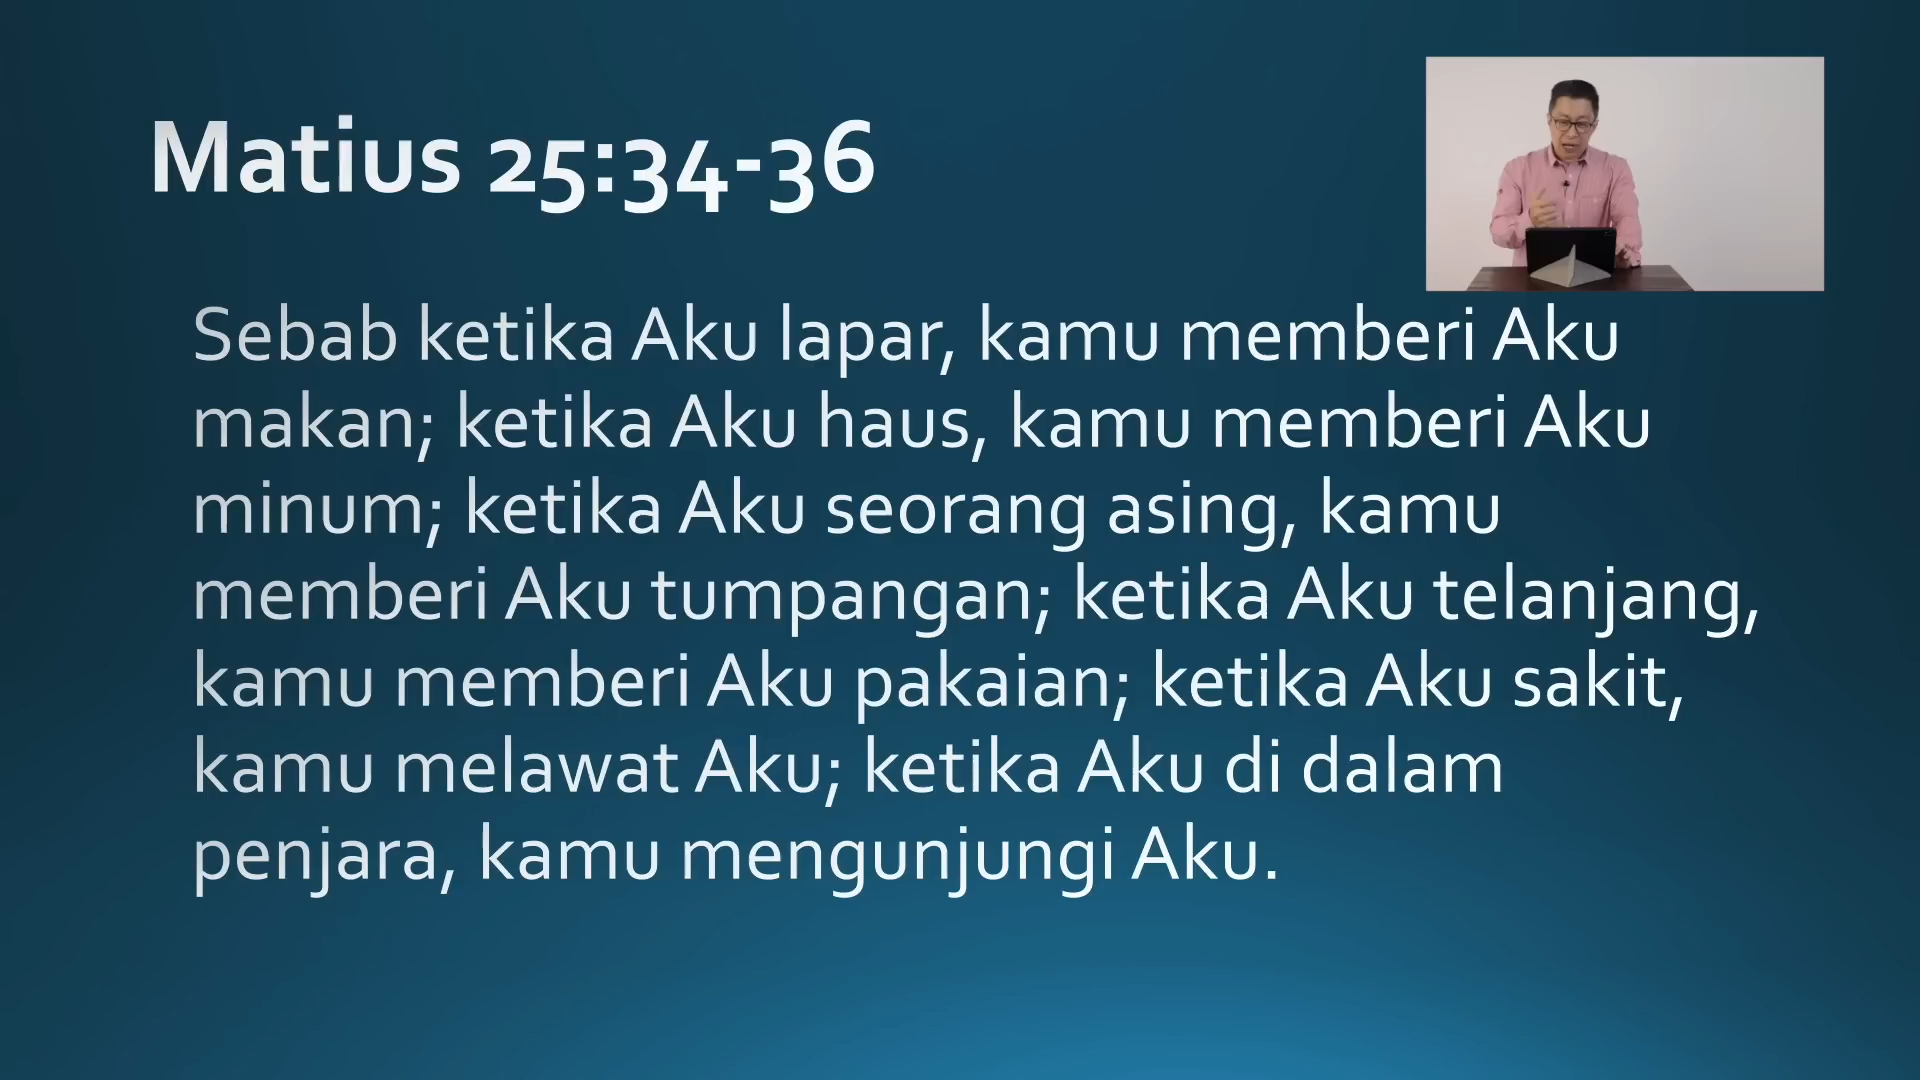 Matius 25:34-36
Sebab ketika Aku lapar, kamu memberi Aku
makan; ketika Aku haus, kamu memberi Aku
minum; ketika Aku seorang asing, kamu
memberi Aku tumpangan; ketika Aku telanjang,
kamu memberi Aku pakaian; ketika Aku sakit,
kamu melawat Aku; ketika Aku di dalam
penjara, kamu mengunjungi Aku.